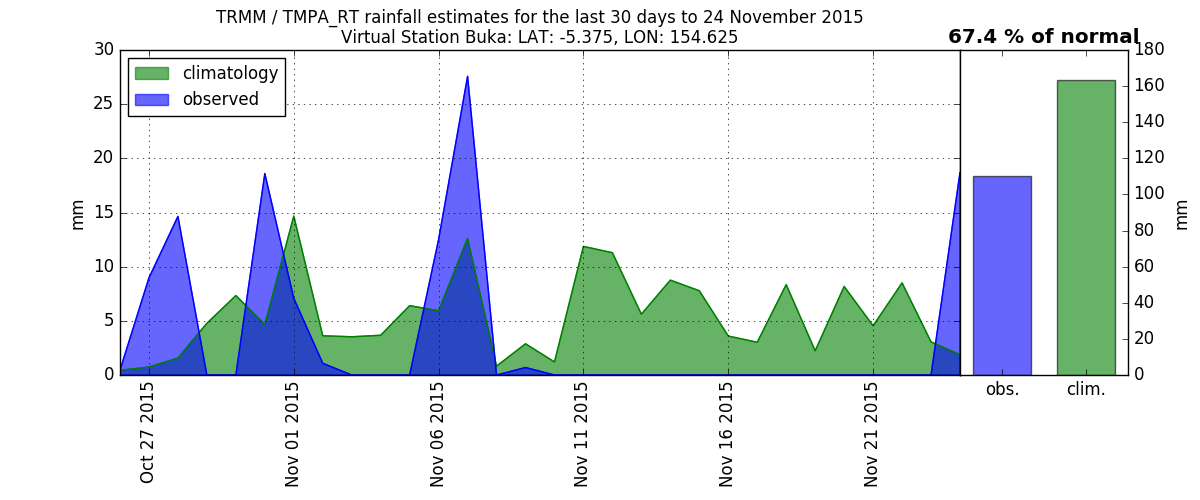 TRMM / TMPA_RT rainfall estimates for the last 30 days to 24 November 2015
Virtual Station Buka: LAT: -5.375, LON: 154.625
67.4 % of normal
climatology
observed
30
25
20
15
10
5
0
mm
Oct 27 2015
Nov 01 2015
Nov 06 2015
Nov 11 2015
Nov 16 2015
Nov 21 2015
obs.
clim.
180
160
140
120
100
80
60
40
20
0
mm